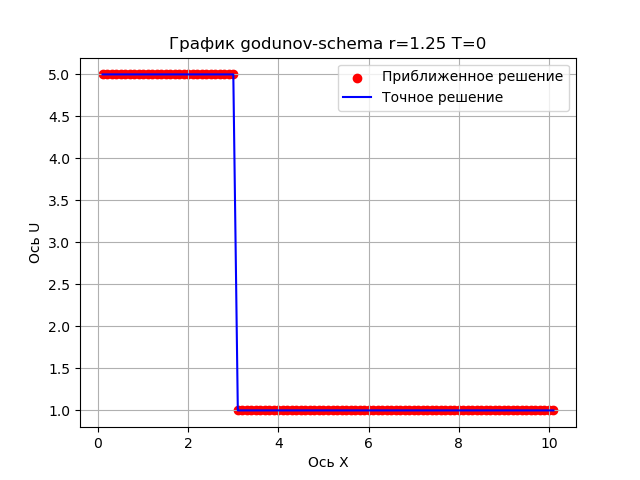 График godunov-schema r=1.25 T=0
Приближенное решение
Точное решение
5.0
4.5
4.0
3.5
3.0
2.5
2.0
1.5
1.0
Ось U
0 2 4 6 8 10
Ось X